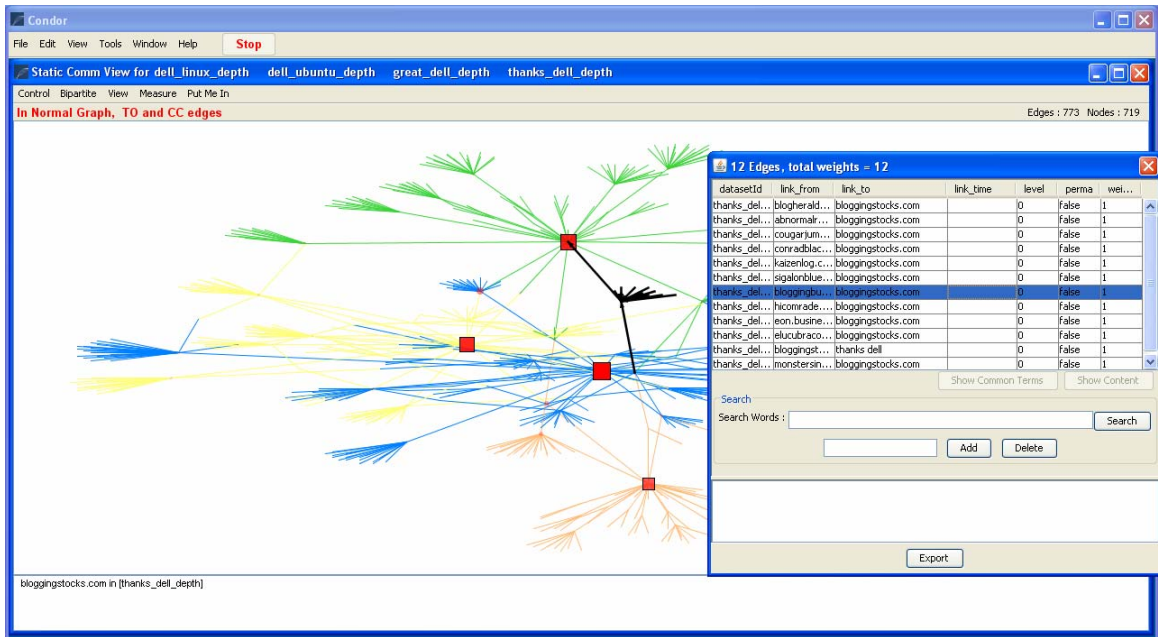 Condor
File Edit View Tools Window Help Stop
Static Comm View for dell_linux_depth dell_ubuntu_depth great_dell_depth thanks_dell_depth
Control Bipartite View Measure Put Me In
In Normal Graph, TO and CC edges Edges : 773 Nodes : 719
12 Edges, total weights = 12
datasetId link_from link_to link_time level perma wei...
thanks_del... blogherald... bloggingstocks.com 0 false 1
thanks_del... abnormalr... bloggingstocks.com 0 false 1
thanks_del... cougarjum... bloggingstocks.com 0 false 1
thanks_del... conradblac... bloggingstocks.com 0 false 1
thanks_del... kaizenlog.c... bloggingstocks.com 0 false 1
thanks_del... sigalonblue... bloggingstocks.com 0 false 1
thanks_del... bloggingbu... bloggingstocks.com 0 false 1
thanks_del... hicomrade.... bloggingstocks.com 0 false 1
thanks_del... eon.busine... bloggingstocks.com 0 false 1
thanks_del... elucubraco... bloggingstocks.com 0 false 1
thanks_del... bloggingst... thanks dell 0 false 1
thanks_del... monstersin... bloggingstocks.com 0 false 1
Show Common Terms Show Content
Search
Search Words : Search
Add Delete
Export
bloggingstocks.com in [thanks_dell_depth]